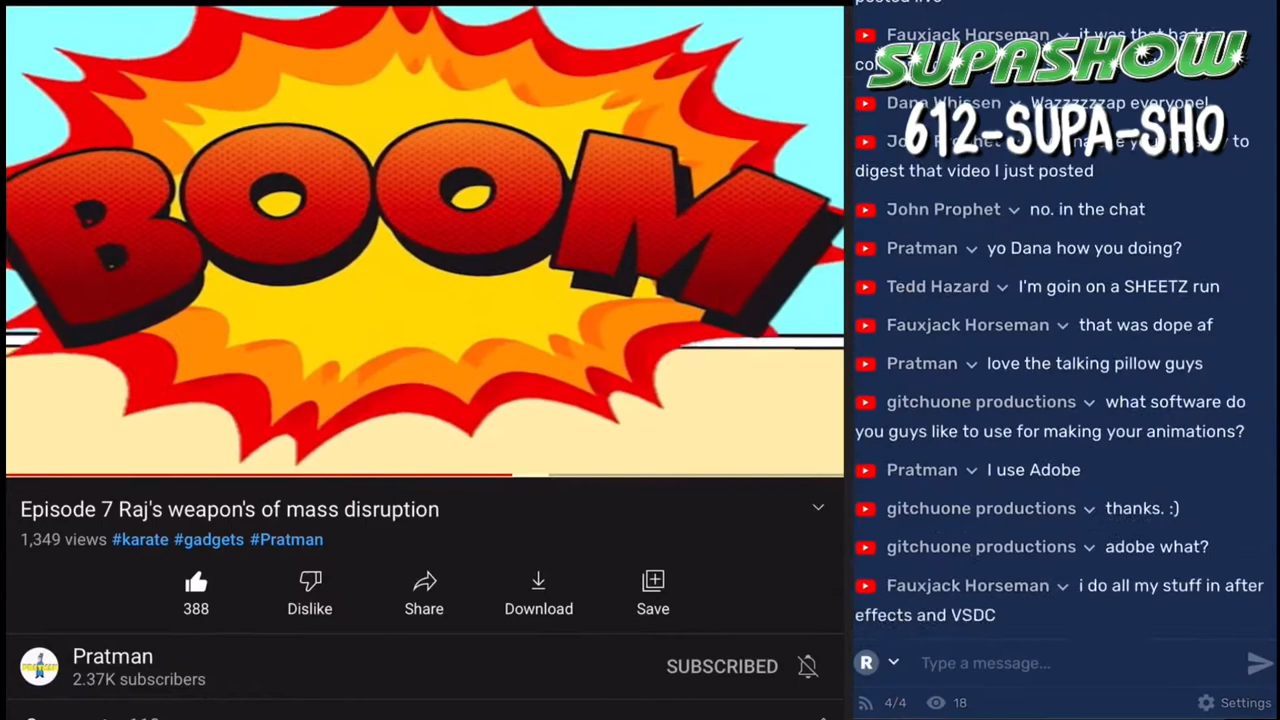 BOOM
Episode 7 Raj's weapon's of mass disruption
1,349 views #karate #gadgets #Pratman
388
Dislike
Share
Download
Save
Pratman
2.37K subscribers
SUBSCRIBED
SUPASHOW
612-SUPA-SHO
Fauxjack Horseman it was that
Dana Whissen Wazzzzzzap everyone!
to
digest that video I just posted
John Prophet no. in the chat
Pratman yo Dana how you doing?
Tedd Hazard I'm goin on a SHEETZ run
Fauxjack Horseman that was dope af
Pratman love the talking pillow guys
gitchuone productions what software do
you guys like to use for making your animations?
Pratman I use Adobe
gitchuone productions thanks. :)
gitchuone productions adobe what?
Fauxjack Horseman i do all my stuff in after
effects and VSDC
R Type a message...
4/4 18 Settings